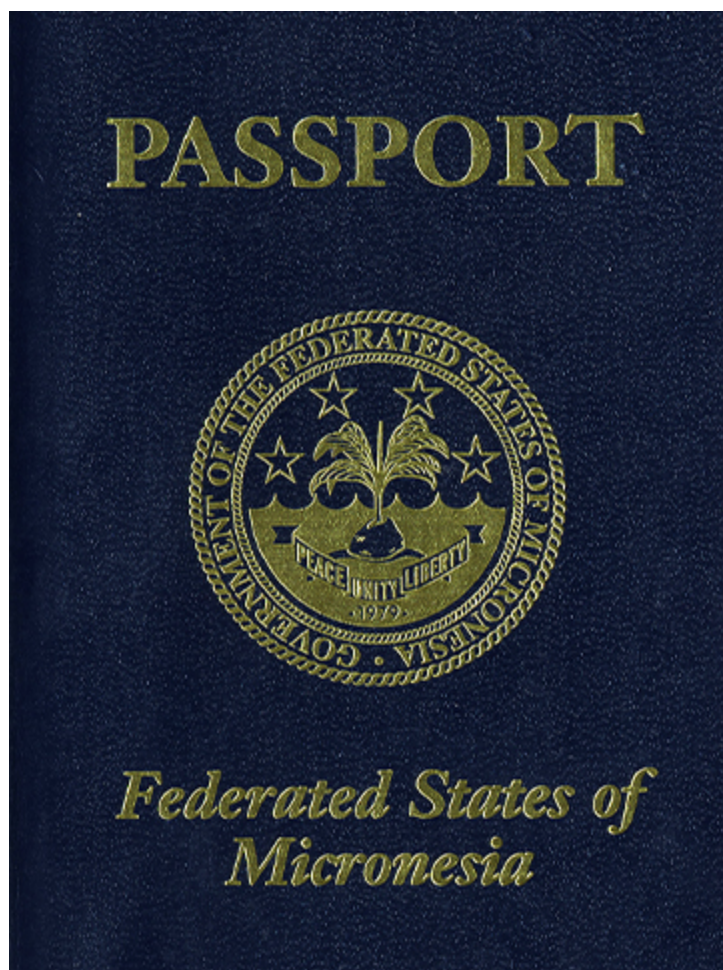 PASSPORT
GOVERNMENT OF THE FEDERATED STATES OF MICRONESIA •
PEACE UNITY LIBERTY
•1979•
Federated States of
Micronesia